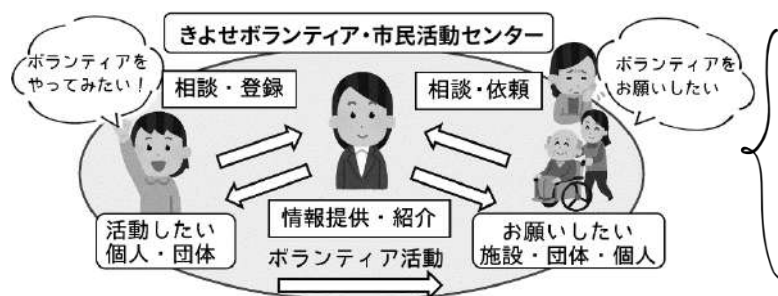 きよせボランティア・市民活動センター
ボランティアを
やってみたい！
相談・登録
相談・依頼
ボランティアを
お願いしたい
活動したい
個人・団体
情報提供・紹介
ボランティア活動
お願いしたい
施設・団体・個人